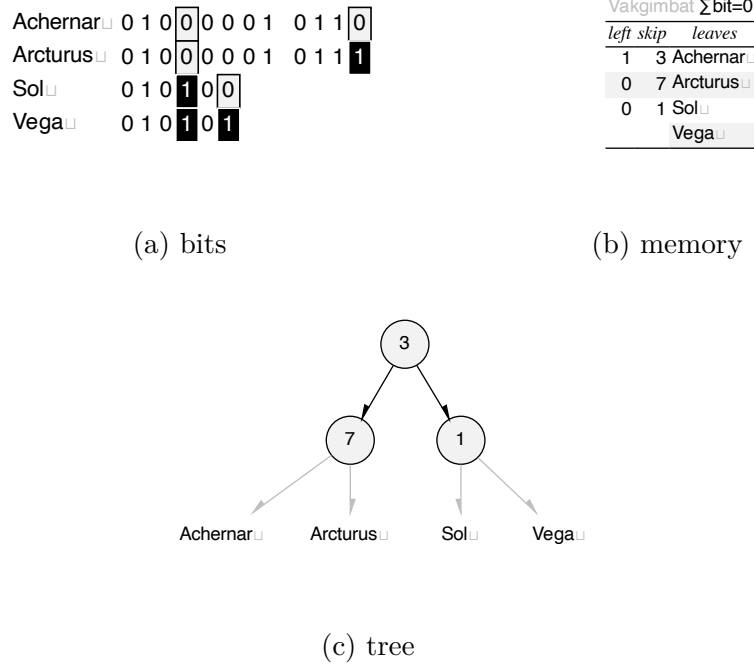 Achernar␣ 0 1 0 0 0 0 0 1 0 1 1 0
Arcturus␣ 0 1 0 0 0 0 0 1 0 1 1 1
Sol␣ 0 1 0 1 0 0
Vega␣ 0 1 0 1 0 1
(a) bits
Vakgimbat ∑bit=0
left skip leaves
1 3 Achernar␣
0 7 Arcturus␣
0 1 Sol␣
Vega␣
(b) memory
3
7 1
Achernar␣ Arcturus␣ Sol␣ Vega␣
(c) tree